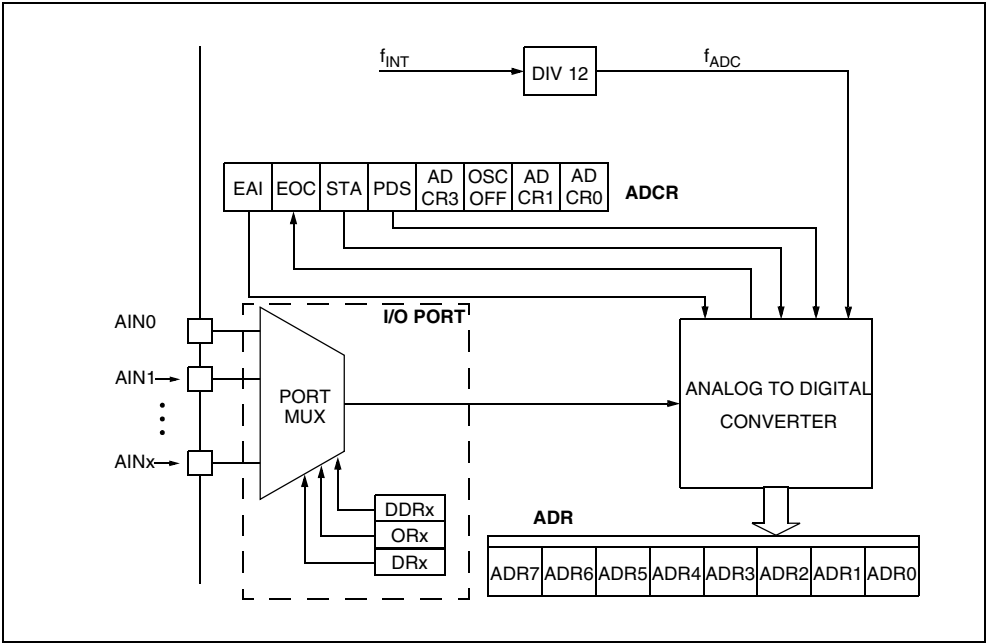 fINT
DIV 12
fADC
EAI EOC STA PDS AD CR3 OSC OFF AD CR1 AD CR0
ADCR
I/O PORT
AIN0
AIN1
AINx
PORT
MUX
ANALOG TO DIGITAL
CONVERTER
DDRx
ORx
DRx
ADR
ADR7 ADR6 ADR5 ADR4 ADR3 ADR2 ADR1 ADR0